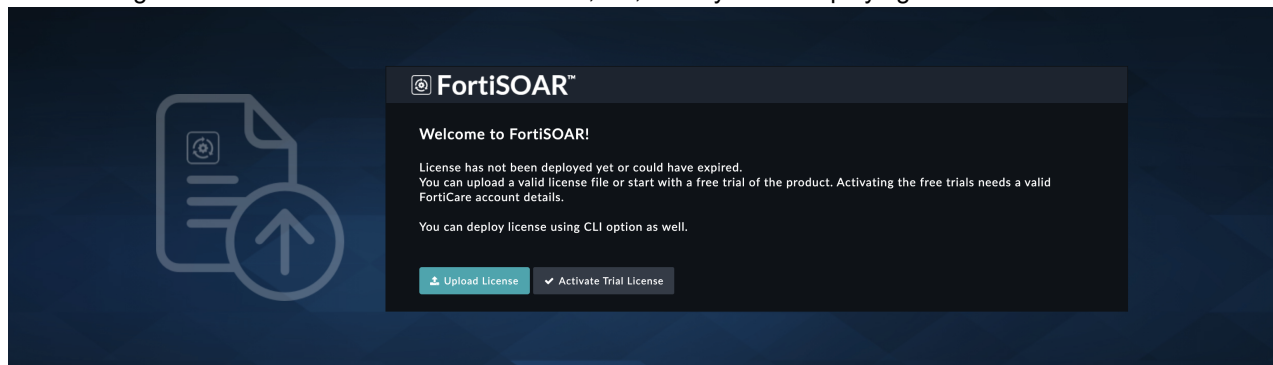 FortiSOAR™
Welcome to FortiSOAR!
License has not been deployed yet or could have expired.
You can upload a valid license file or start with a free trial of the product. Activating the free trials needs a valid
FortiCare account details.
You can deploy license using CLI option as well.
Upload License
Activate Trial License